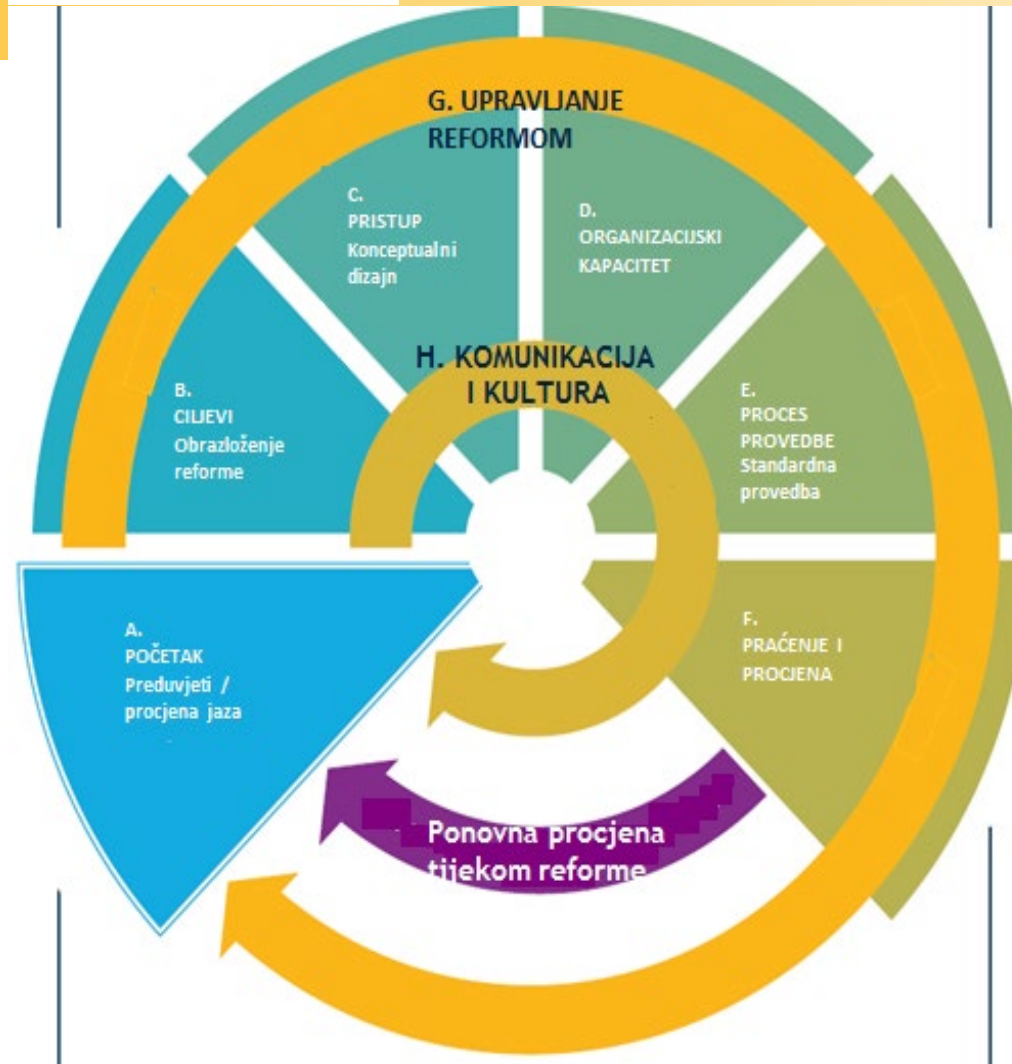 G. UPRAVLJANJE
REFORMOM
C.
PRISTUP
Konceptualni
dizajn
D.
ORGANIZACIJSKI
KAPACITET
H. KOMUNIKACIJA
I KULTURA
B.
CILJEVI
Obrazloženje
reforme
E.
PROCES
PROVEDBE
Standardna
provedba
A.
POČETAK
Preduvjeti /
procjena jaza
F.
PRAĆENJE I
PROCJENA
Ponovna procjena
tijekom reforme